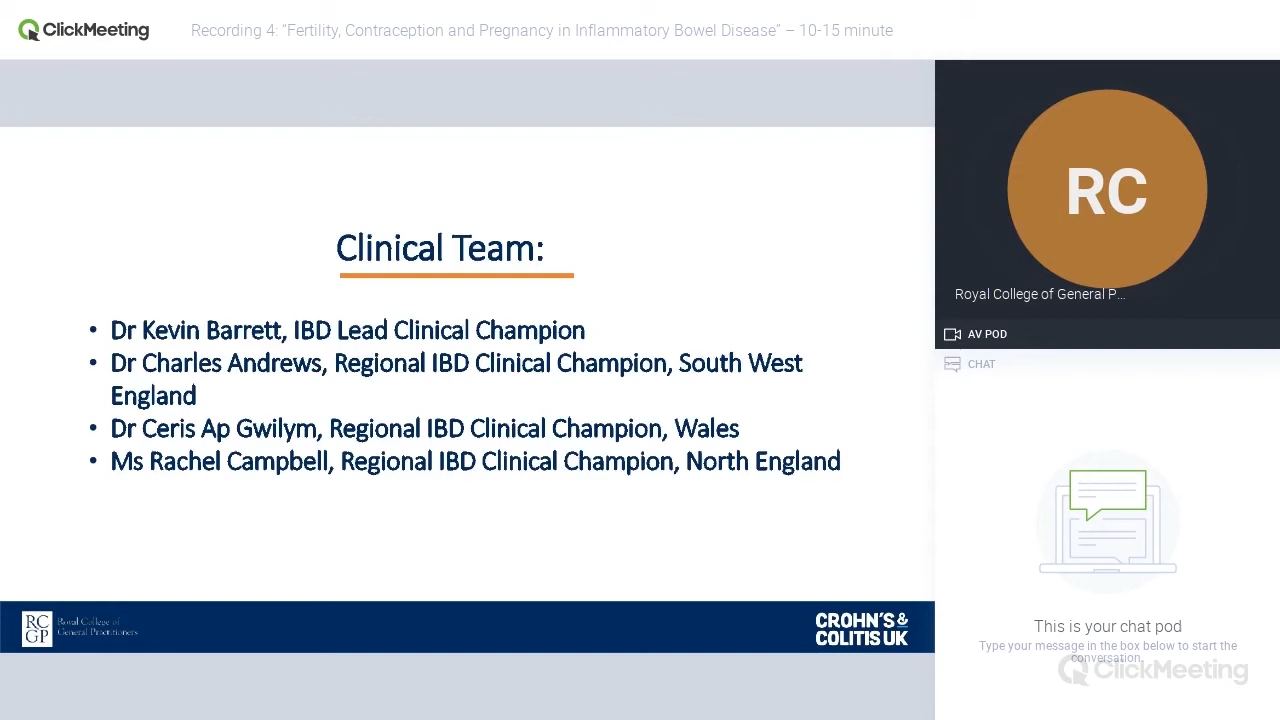 ClickMeeting
Recording 4: “Fertility, Contraception and Pregnancy in Inflammatory Bowel Disease” – 10-15 minute
Clinical Team:
• Dr Kevin Barrett, IBD Lead Clinical Champion
• Dr Charles Andrews, Regional IBD Clinical Champion, South West
England
• Dr Ceris Ap Gwilym, Regional IBD Clinical Champion, Wales
• Ms Rachel Campbell, Regional IBD Clinical Champion, North England
RC
GP
Royal College of
General Practitioners
CROHN'S &
COLITIS UK
RC
Royal College of General P...
AV POD
CHAT
This is your chat pod
Type your message in the box below to start the
conversation.
ClickMeeting